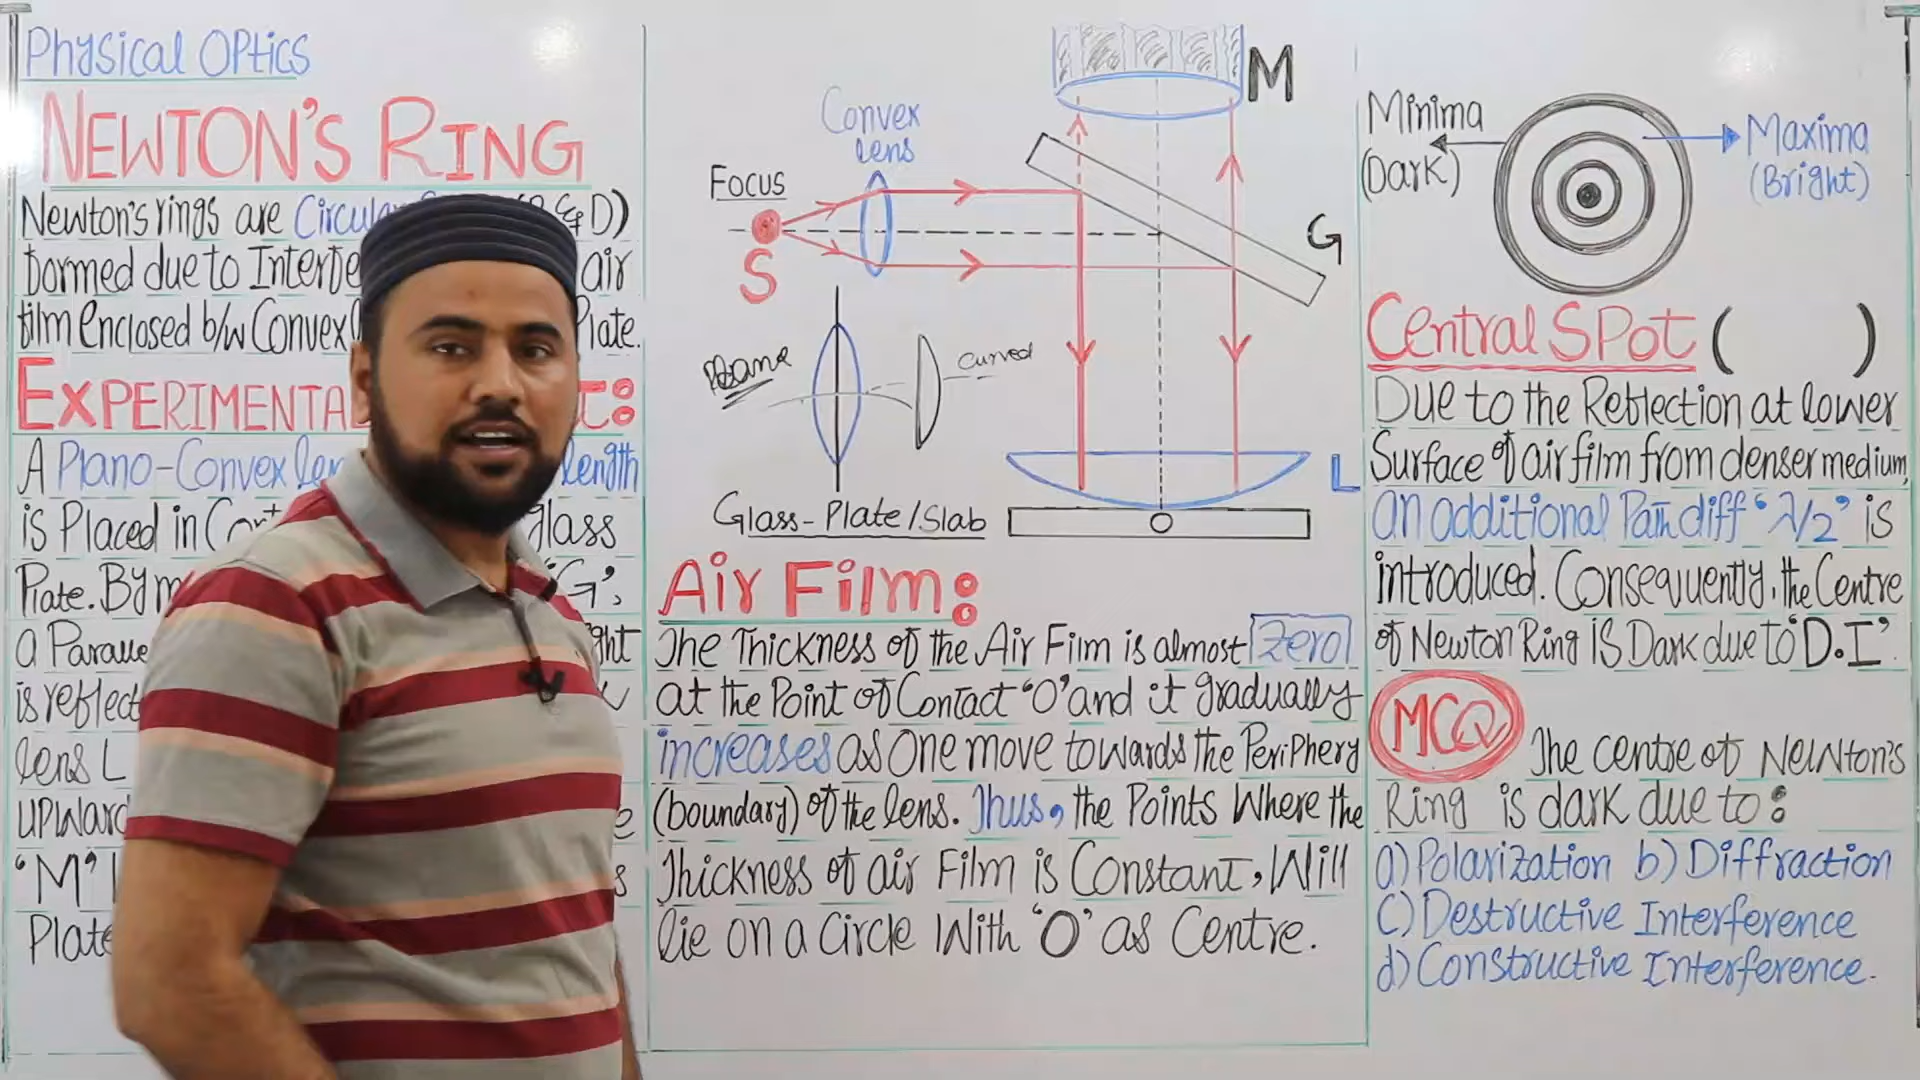 Physical Optics
NEWTON'S RING
Newton's rings are Circular & D)
formed due to air
film enclosed b/w Convex Plate.
EXPERIMENTA T:
A Plano-Convex length
is Placed in glass
Plate. By 'G',
a
is
lens L
'M'
Plate
M
Convex
lens
Focus
S
G
Plane
curved
L
Glass-Plate/Slab
O
Air Film:
The Thickness of the Air Film is almost Zero
at the Point of Contact 'O' and it gradually
increases as one move towards the Periphery
(boundary) of the lens. Thus, the Points Where the
Thickness of air Film is Constant, Will
lie on a Circle With 'O' as Centre.
Minima
(Dark)
Maxima
(Bright)
Central SPot ( )
Due to the Reflection at lower
Surface of air film from denser medium,
an additional Path diff 'λ/2' is
introduced. Consequently, the Centre
of Newton Ring is Dark due to 'D.I'.
MCQ The centre of Newton's
Ring is dark due to:
a) Polarization b) Diffraction
c) Destructive Interference
d) Constructive Interference.